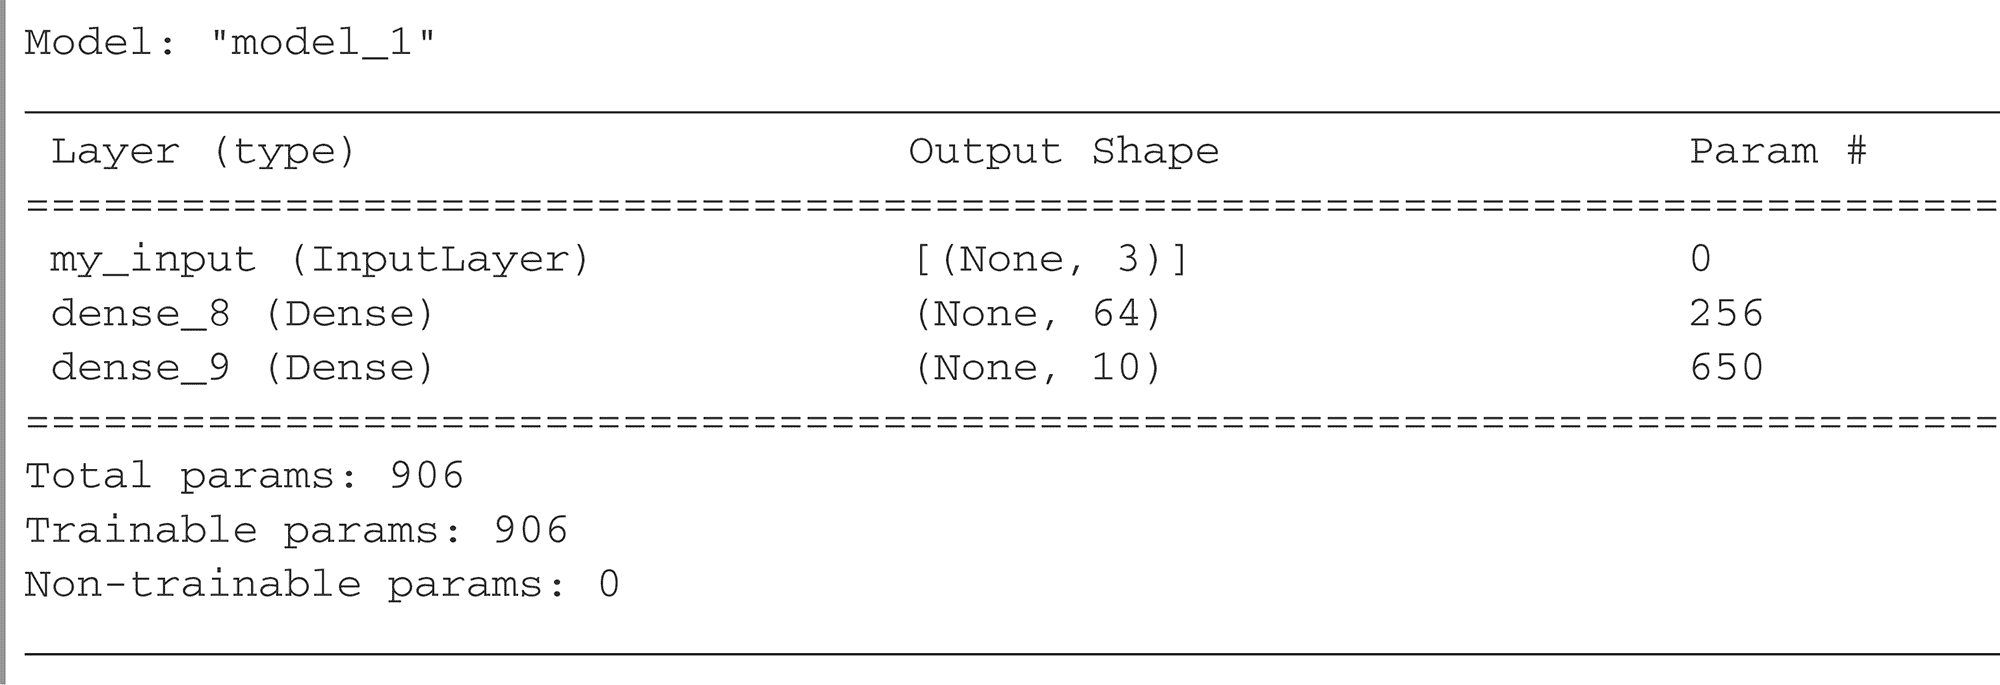 Model: "model_1"
Layer (type) Output Shape Param #
=================================================================================
my_input (InputLayer) [(None, 3)] 0
dense_8 (Dense) (None, 64) 256
dense_9 (Dense) (None, 10) 650
=================================================================================
Total params: 906
Trainable params: 906
Non-trainable params: 0